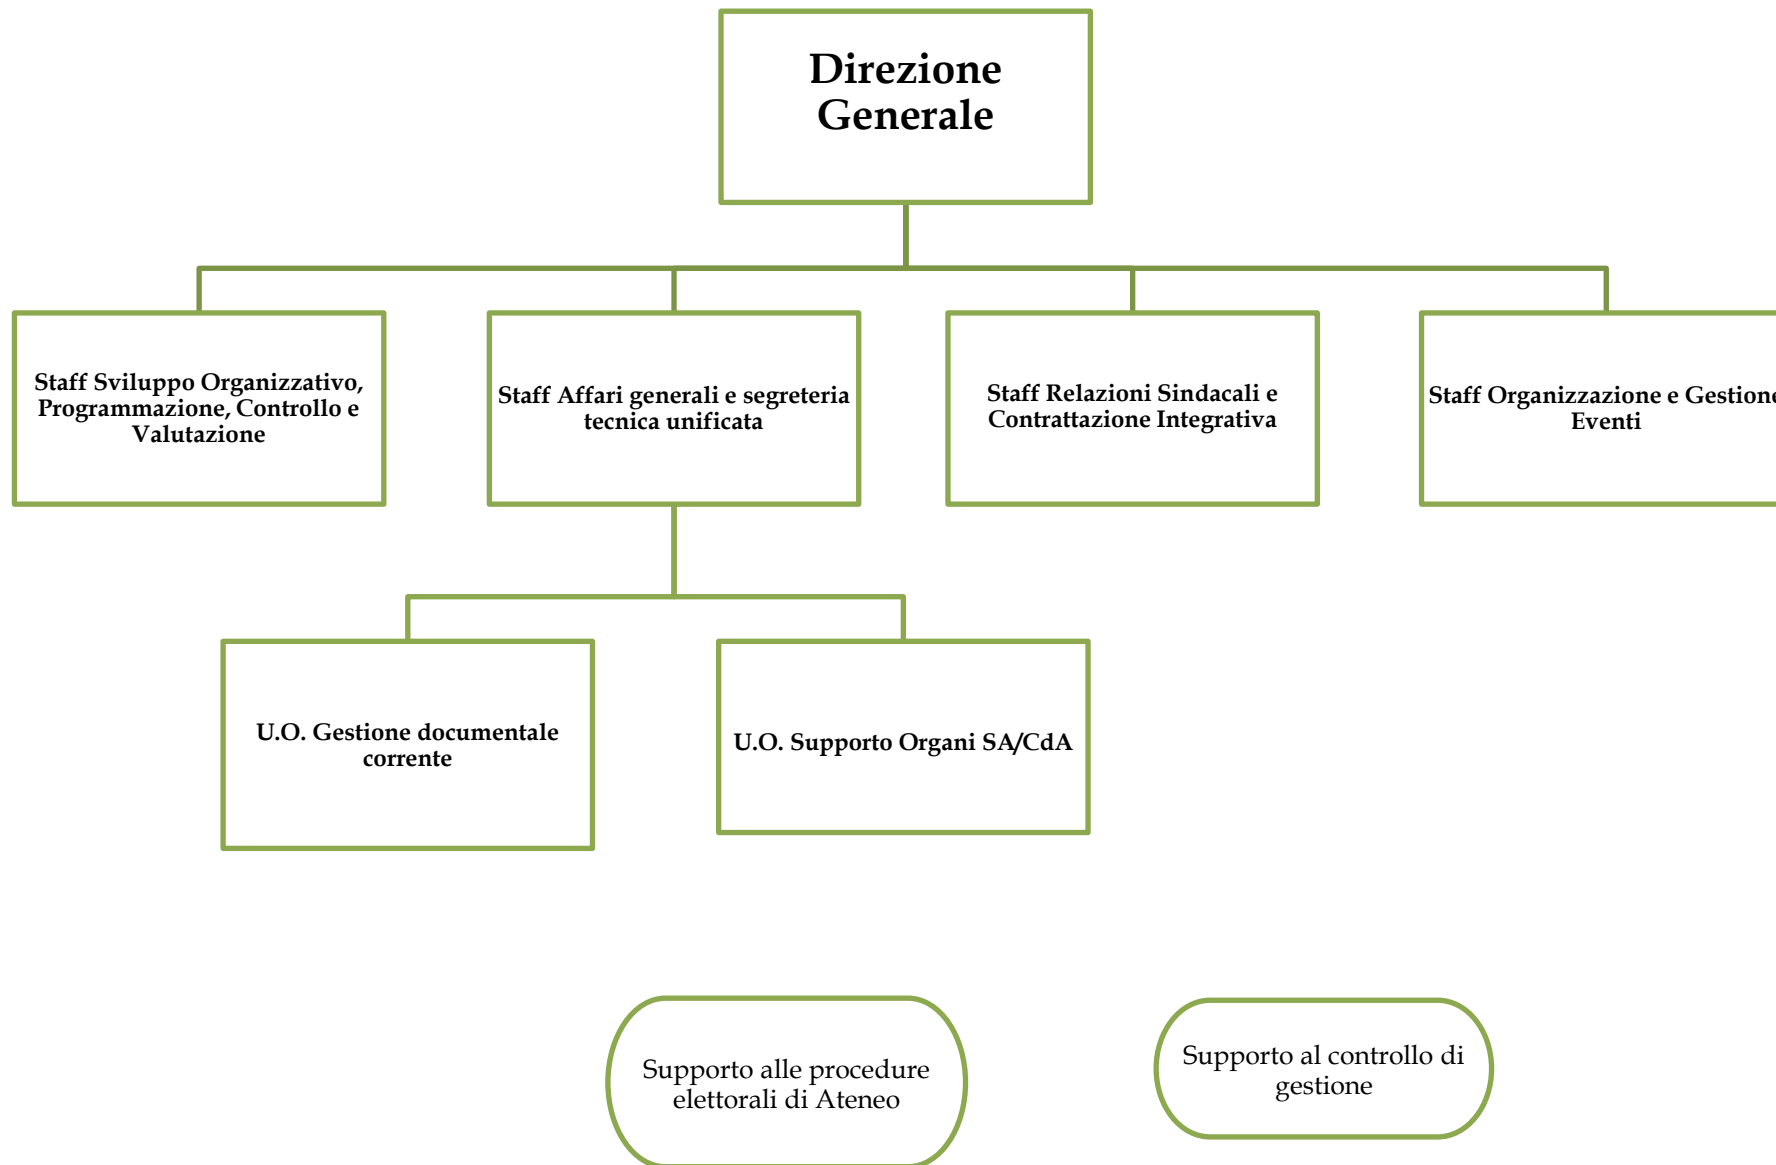 Direzione
Generale
Staff Sviluppo Organizzativo,
Programmazione, Controllo e
Valutazione
Staff Affari generali e segreteria
tecnica unificata
Staff Relazioni Sindacali e
Contrattazione Integrativa
Staff Organizzazione e Gestione
Eventi
U.O. Gestione documentale
corrente
U.O. Supporto Organi SA/CdA
Supporto alle procedure
elettorali di Ateneo
Supporto al controllo di
gestione